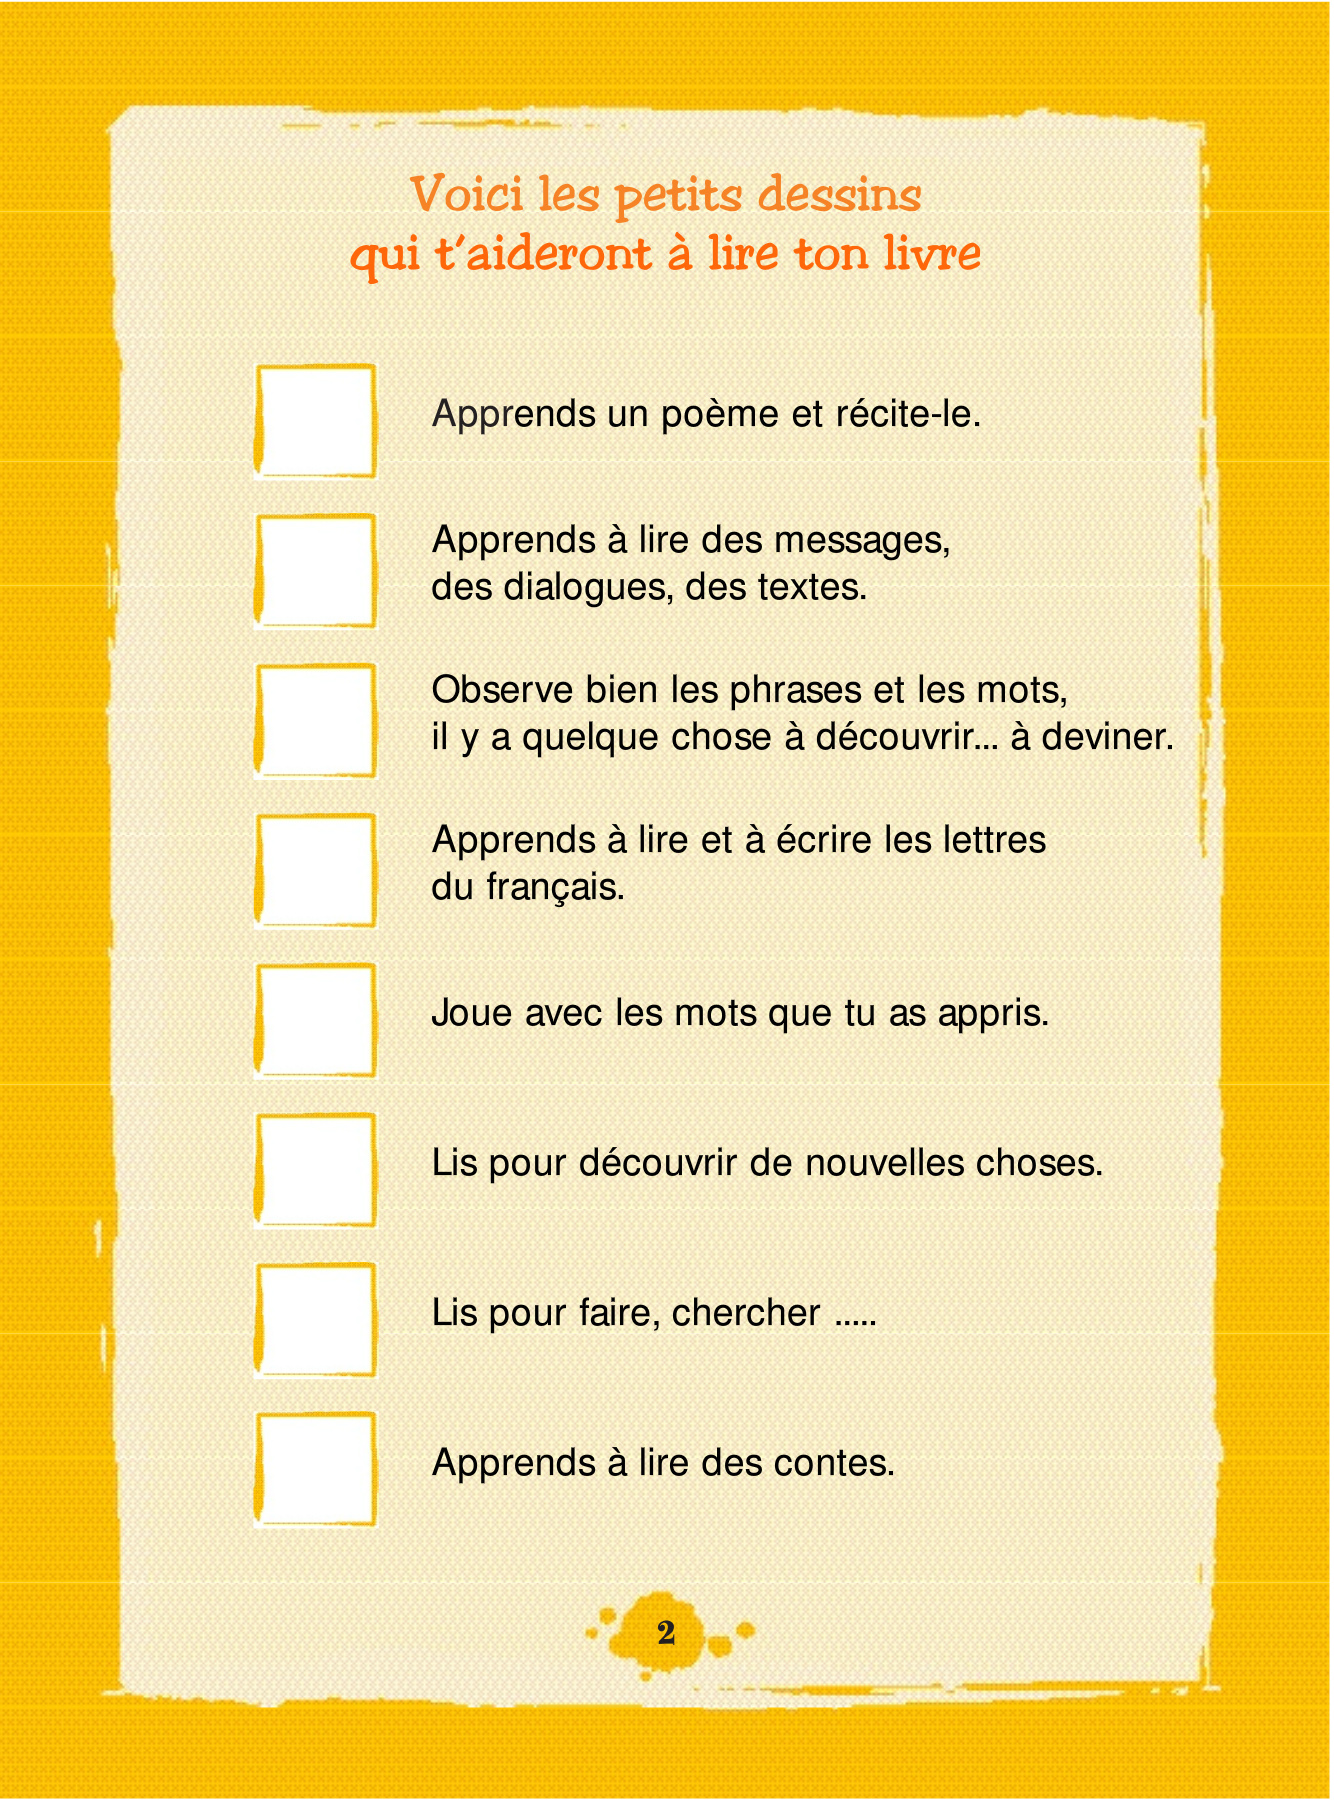 Voici les petits dessins
qui t'aideront à lire ton livre
Apprends un poème et récite-le.
Apprends à lire des messages,
des dialogues, des textes.
Observe bien les phrases et les mots,
il y a quelque chose à découvrir... à deviner.
Apprends à lire et à écrire les lettres
du français.
Joue avec les mots que tu as appris.
Lis pour découvrir de nouvelles choses.
Lis pour faire, chercher .....
Apprends à lire des contes.
2